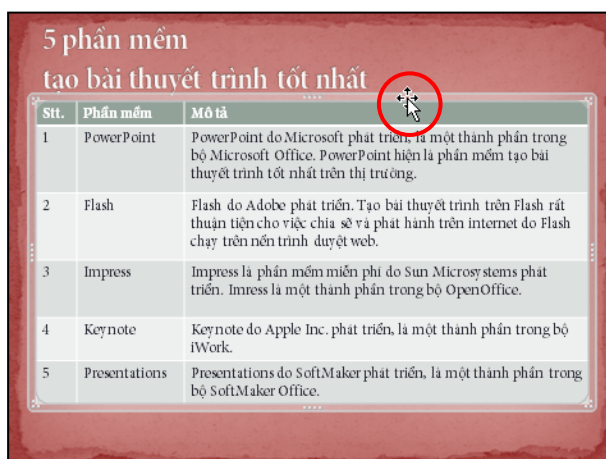 5 phần mềm
tạo bài thuyết trình tốt nhất
Stt. Phần mềm Mô tả
1 PowerPoint PowerPoint do Microsoft phát triển, là một thành phần trong
bộ Microsoft Office. PowerPoint hiện là phần mềm tạo bài
thuyết trình tốt nhất trên thị trường.
2 Flash Flash do Adobe phát triển. Tạo bài thuyết trình trên Flash rất
thuận tiện cho việc chia sẽ và phát hành trên internet do Flash
chạy trên nền trình duyệt web.
3 Impress Impress là phần mềm miễn phí do Sun Microsystems phát
triển. Imress là một thành phần trong bộ OpenOffice.
4 Keynote Keynote do Apple Inc. phát triển, là một thành phần trong bộ
iWork.
5 Presentations Presentations do SoftMaker phát triển, là một thành phần trong
bộ SoftMaker Office.